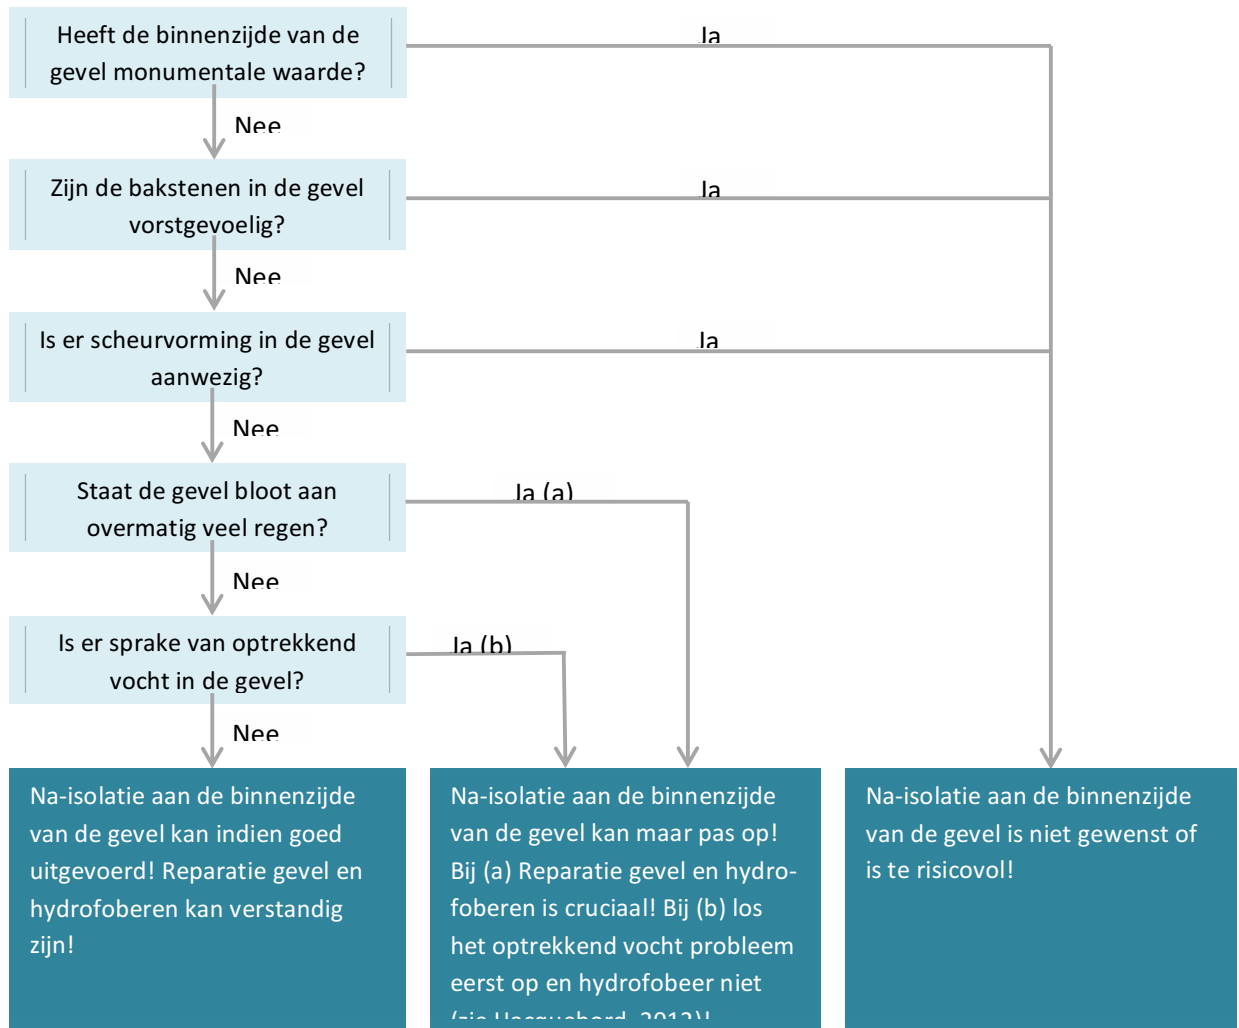 Heeft de binnenzijde van de
gevel monumentale waarde?
Ja
Nee
Zijn de bakstenen in de gevel
vorstgevoelig?
Ja
Nee
Is er scheurvorming in de gevel
aanwezig?
Ja
Nee
Staat de gevel bloot aan
overmatig veel regen?
Ja (a)
Nee
Is er sprake van optrekkend
vocht in de gevel?
Ja (b)
Nee
Na-isolatie aan de binnenzijde
van de gevel kan indien goed
uitgevoerd! Reparatie gevel en
hydrofoberen kan verstandig
zijn!
Na-isolatie aan de binnenzijde
van de gevel kan maar pas op!
Bij (a) Reparatie gevel en hydro-
foberen is cruciaal! Bij (b) los
het optrekkend vocht probleem
eerst op en hydrofobeer niet
(zie Hacquebord, 2012)!
Na-isolatie aan de binnenzijde
van de gevel is niet gewenst of
is te risicovol!